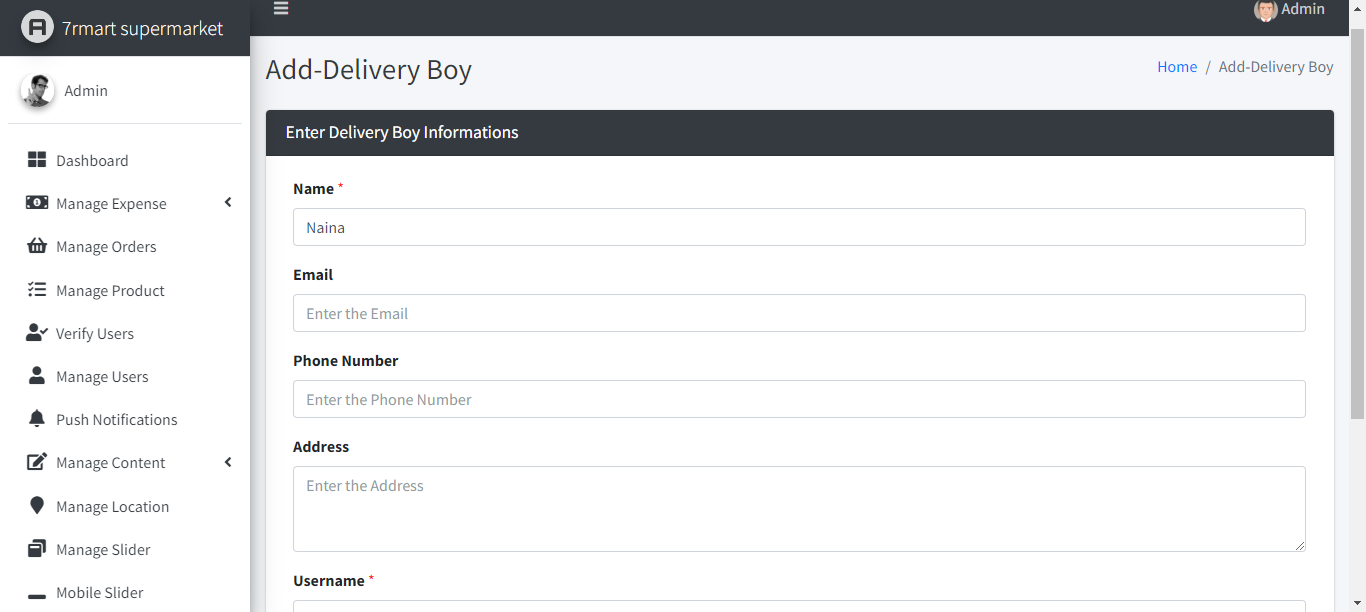 7rmart supermarket
Admin
Admin
Dashboard
Manage Expense
Manage Orders
Manage Product
Verify Users
Manage Users
Push Notifications
Manage Content
Manage Location
Manage Slider
Mobile Slider
Add-Delivery Boy
Home / Add-Delivery Boy
Enter Delivery Boy Informations
Name *
Naina
Email
Enter the Email
Phone Number
Enter the Phone Number
Address
Enter the Address
Username *